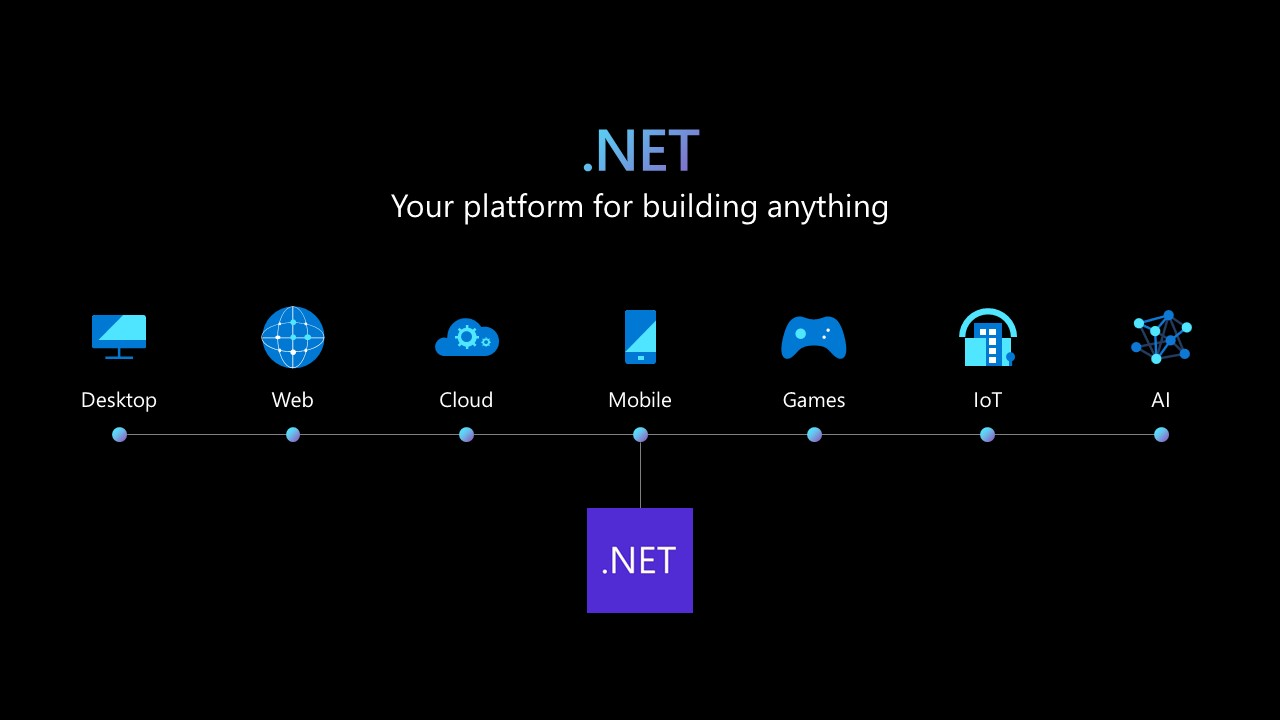 .NET
Your platform for building anything
Desktop
Web
Cloud
Mobile
Games
IoT
AI
.NET